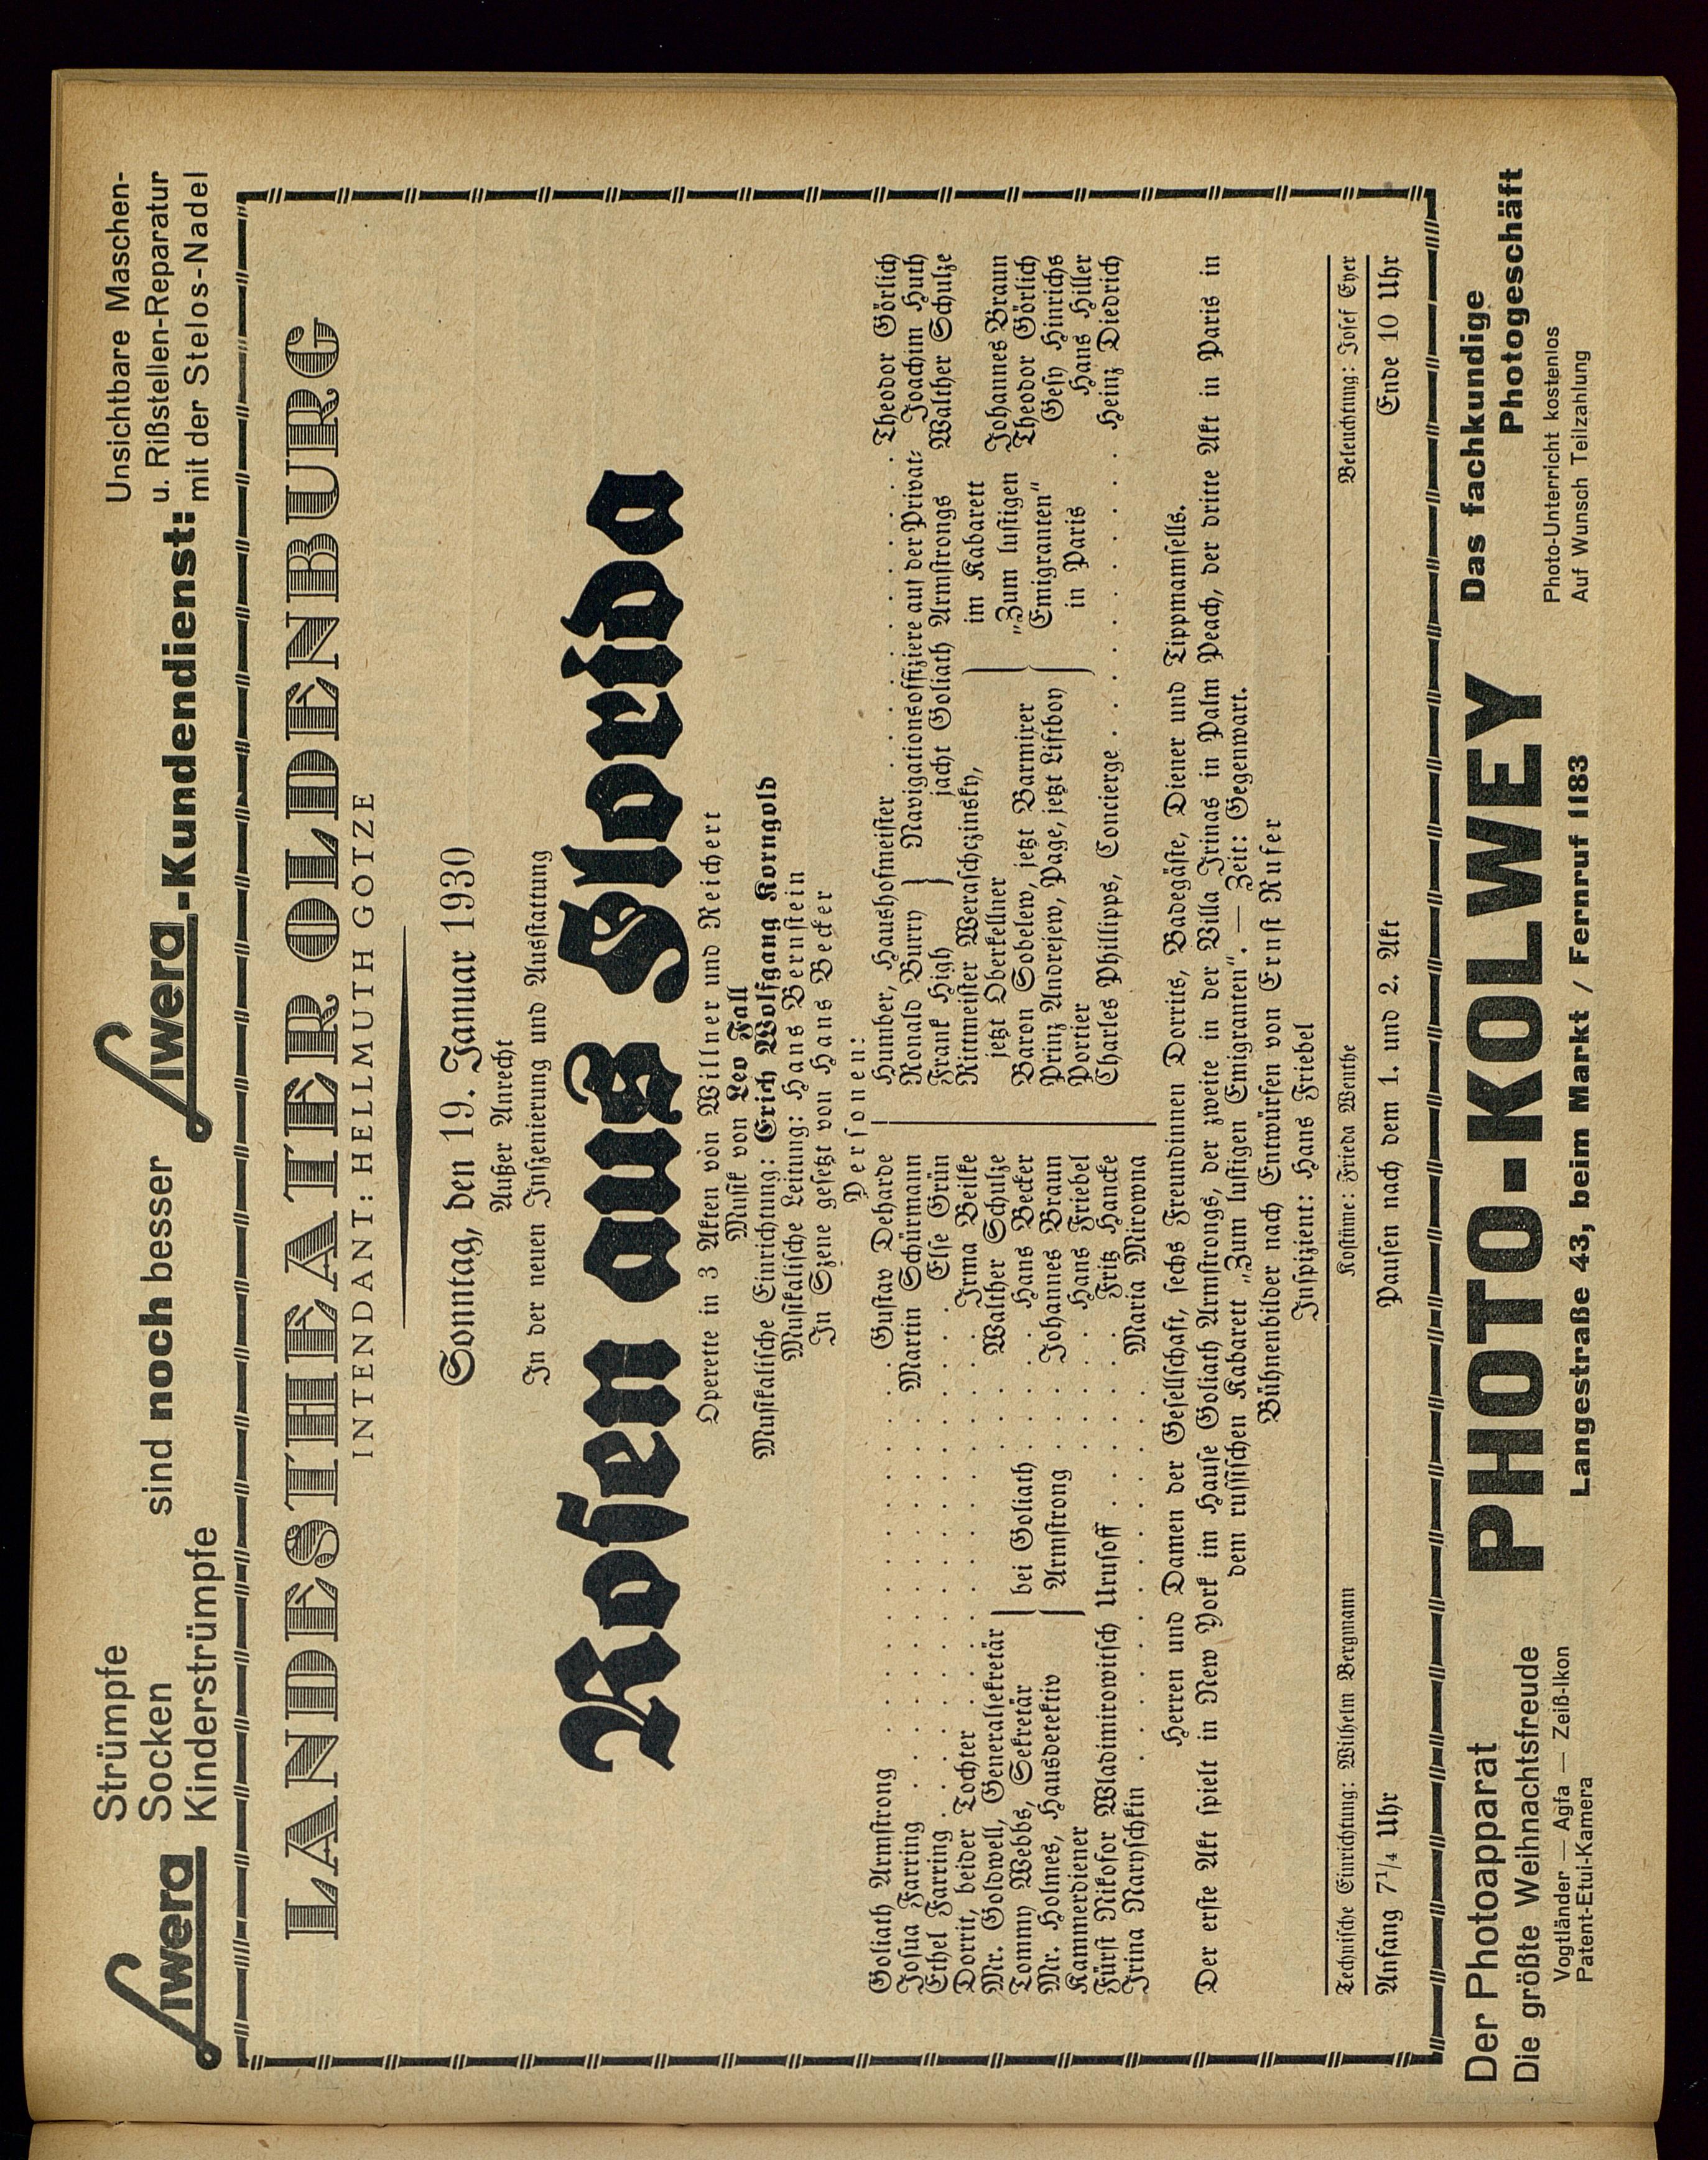 Siwera
Strümpfe
Socken
Kinderstrümpfe
sind noch besser
Siwera-Kundendienst:
Unsichtbare Maschen-
u. Rißstellen-Reparatur
mit der Stelos-Nadel
LANDESTHEATER OLDENBURG
INTENDANT: HELLMUTH GÖTZE
Sonntag, den 19. Januar 1930
Außer Anrecht
In der neuen Inszenierung und Ausstattung
Rosen aus Florida
Operette in 3 Akten von Willner und Reichert
Musik von Leo Fall
Musikalische Einrichtung: Erich Wolfgang Korngold
Musikalische Leitung: Hans Bernstein
In Szene gesetzt von Hans Becker
Personen:
Goliath Armstrong . . . . . . . . . . Gustav Deharde
Josua Farring . . . . . . . . . . Martin Schürmann
Ethel Farring . . . . . . . . . . Else Grün
Dorrit, beider Tochter . . . . . . . . Irma Beilke
Mr. Goldwell, Generalsekretär } bei Goliath Armstrong . . . Walther Schulze
Tommy Webbs, Sekretär . . . Hans Becker
Mr. Holmes, Hausdetektiv . . . Johannes Braun
Kammerdiener . . . Hans Friebel
Fürst Nikofor Wladimirowitsch Urusoff . . . . Fritz Hancke
Irina Naryschkin . . . . . . . . . . Maria Mirowna
Humber, Haushofmeister . . . . . . . . Theodor Görlich
Ronald Burry } Navigationsoffiziere auf der Privat- Joachim Huth
Frank High } jacht Goliath Armstrongs Walther Schulze
Rittmeister Weraschezinsky,
jetzt Oberkellner } im Kabarett Johannes Braun
Baron Sobelew, jetzt Barmixer „Zum lustigen Theodor Görlich
Prinz Andrejew, Page, jetzt Liftboy Emigranten“ Gesy Hinrichs
Portier in Paris Hans Hiller
Charles Phillipps, Concierge . . . . . . . . Heinz Diedrich
Herren und Damen der Gesellschaft, sechs Freundinnen Dorrits, Badegäste, Diener und Tippmamsells.
Der erste Akt spielt in New York im Hause Goliath Armstrongs, der zweite in der Villa Irinas in Palm Peach, der dritte Akt in Paris in
dem russischen Kabarett „Zum lustigen Emigranten“. — Zeit: Gegenwart.
Bühnenbilder nach Entwürfen von Ernst Rufer
Inspizient: Hans Friebel
Technische Einrichtung: Wilhelm Bergmann Kostüme: Frieda Menthe Beleuchtung: Josef Eyer
Anfang 7¹/₄ Uhr Pausen nach dem 1. und 2. Akt Ende 10 Uhr
Der Photoapparat
Die größte Weihnachtsfreude
Vogtländer — Agfa — Zeiß-Ikon
Patent-Etui-Kamera
PHOTO-KOLWEY
Langestraße 43, beim Markt / Fernruf 1183
Das fachkundige
Photogeschäft
Photo-Unterricht kostenlos
Auf Wunsch Teilzahlung